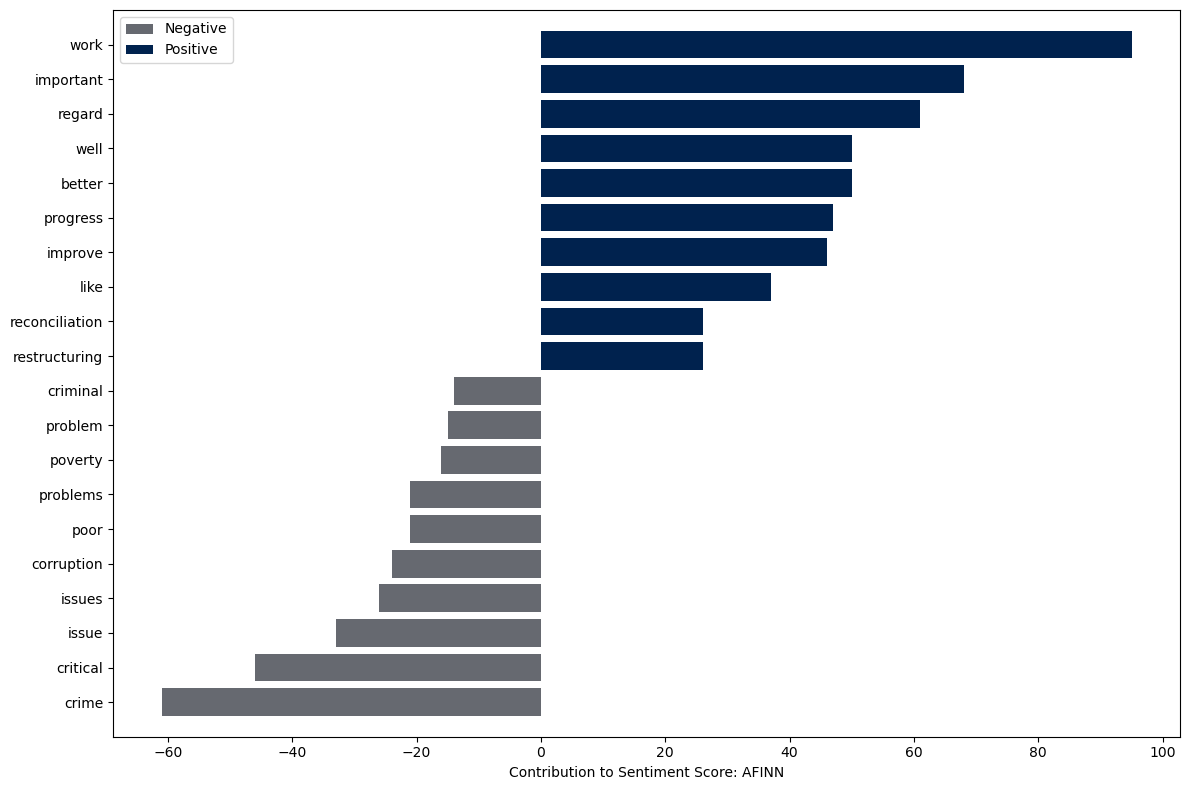 Negative
Positive
work
important
regard
well
better
progress
improve
like
reconciliation
restructuring
criminal
problem
poverty
problems
poor
corruption
issues
issue
critical
crime
−60 −40 −20 0 20 40 60 80 100
Contribution to Sentiment Score: AFINN